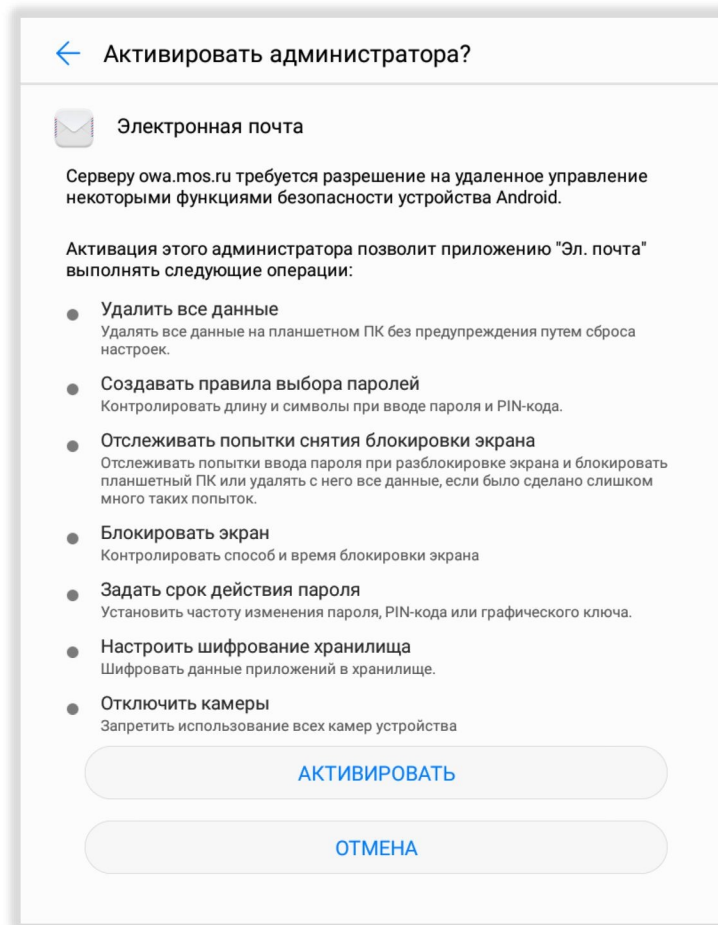 Активировать администратора?
Электронная почта
Серверу owa.mos.ru требуется разрешение на удаленное управление
некоторыми функциями безопасности устройства Android.
Активация этого администратора позволит приложению "Эл. почта"
выполнять следующие операции:
Удалить все данные
Удалять все данные на планшетном ПК без предупреждения путем сброса
настроек.
Создавать правила выбора паролей
Контролировать длину и символы при вводе пароля и PIN-кода.
Отслеживать попытки снятия блокировки экрана
Отслеживать попытки ввода пароля при разблокировке экрана и блокировать
планшетный ПК или удалять с него все данные, если было сделано слишком
много таких попыток.
Блокировать экран
Контролировать способ и время блокировки экрана
Задать срок действия пароля
Установить частоту изменения пароля, PIN-кода или графического ключа.
Настроить шифрование хранилища
Шифровать данные приложений в хранилище.
Отключить камеры
Запретить использование всех камер устройства
АКТИВИРОВАТЬ
ОТМЕНА